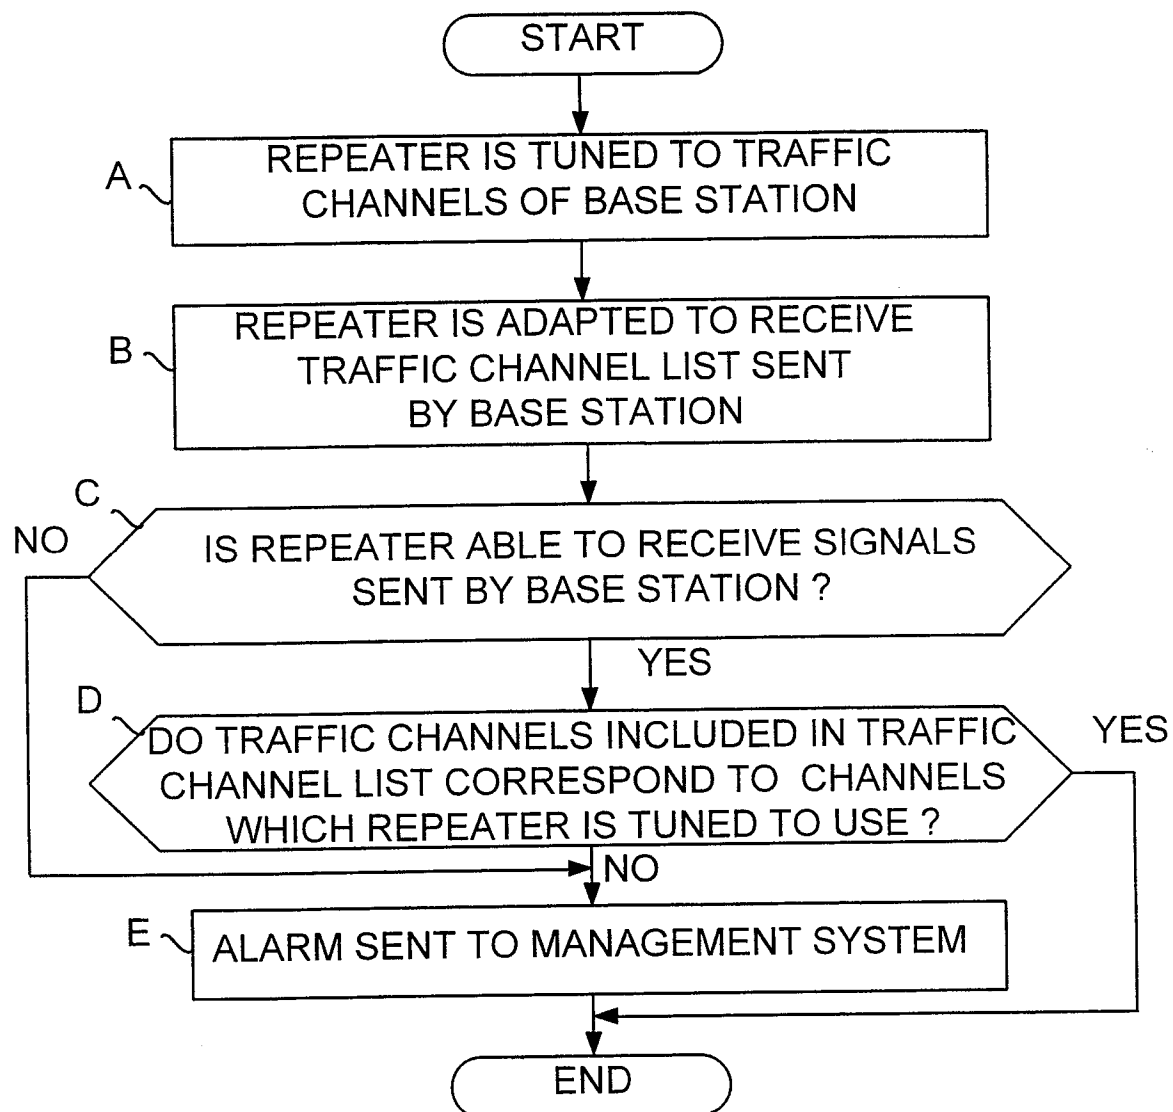 START
A
REPEATER IS TUNED TO TRAFFIC
CHANNELS OF BASE STATION
B
REPEATER IS ADAPTED TO RECEIVE
TRAFFIC CHANNEL LIST SENT
BY BASE STATION
C
NO
IS REPEATER ABLE TO RECEIVE SIGNALS
SENT BY BASE STATION ?
YES
D
DO TRAFFIC CHANNELS INCLUDED IN TRAFFIC
CHANNEL LIST CORRESPOND TO CHANNELS
WHICH REPEATER IS TUNED TO USE ?
YES
NO
E
ALARM SENT TO MANAGEMENT SYSTEM
END